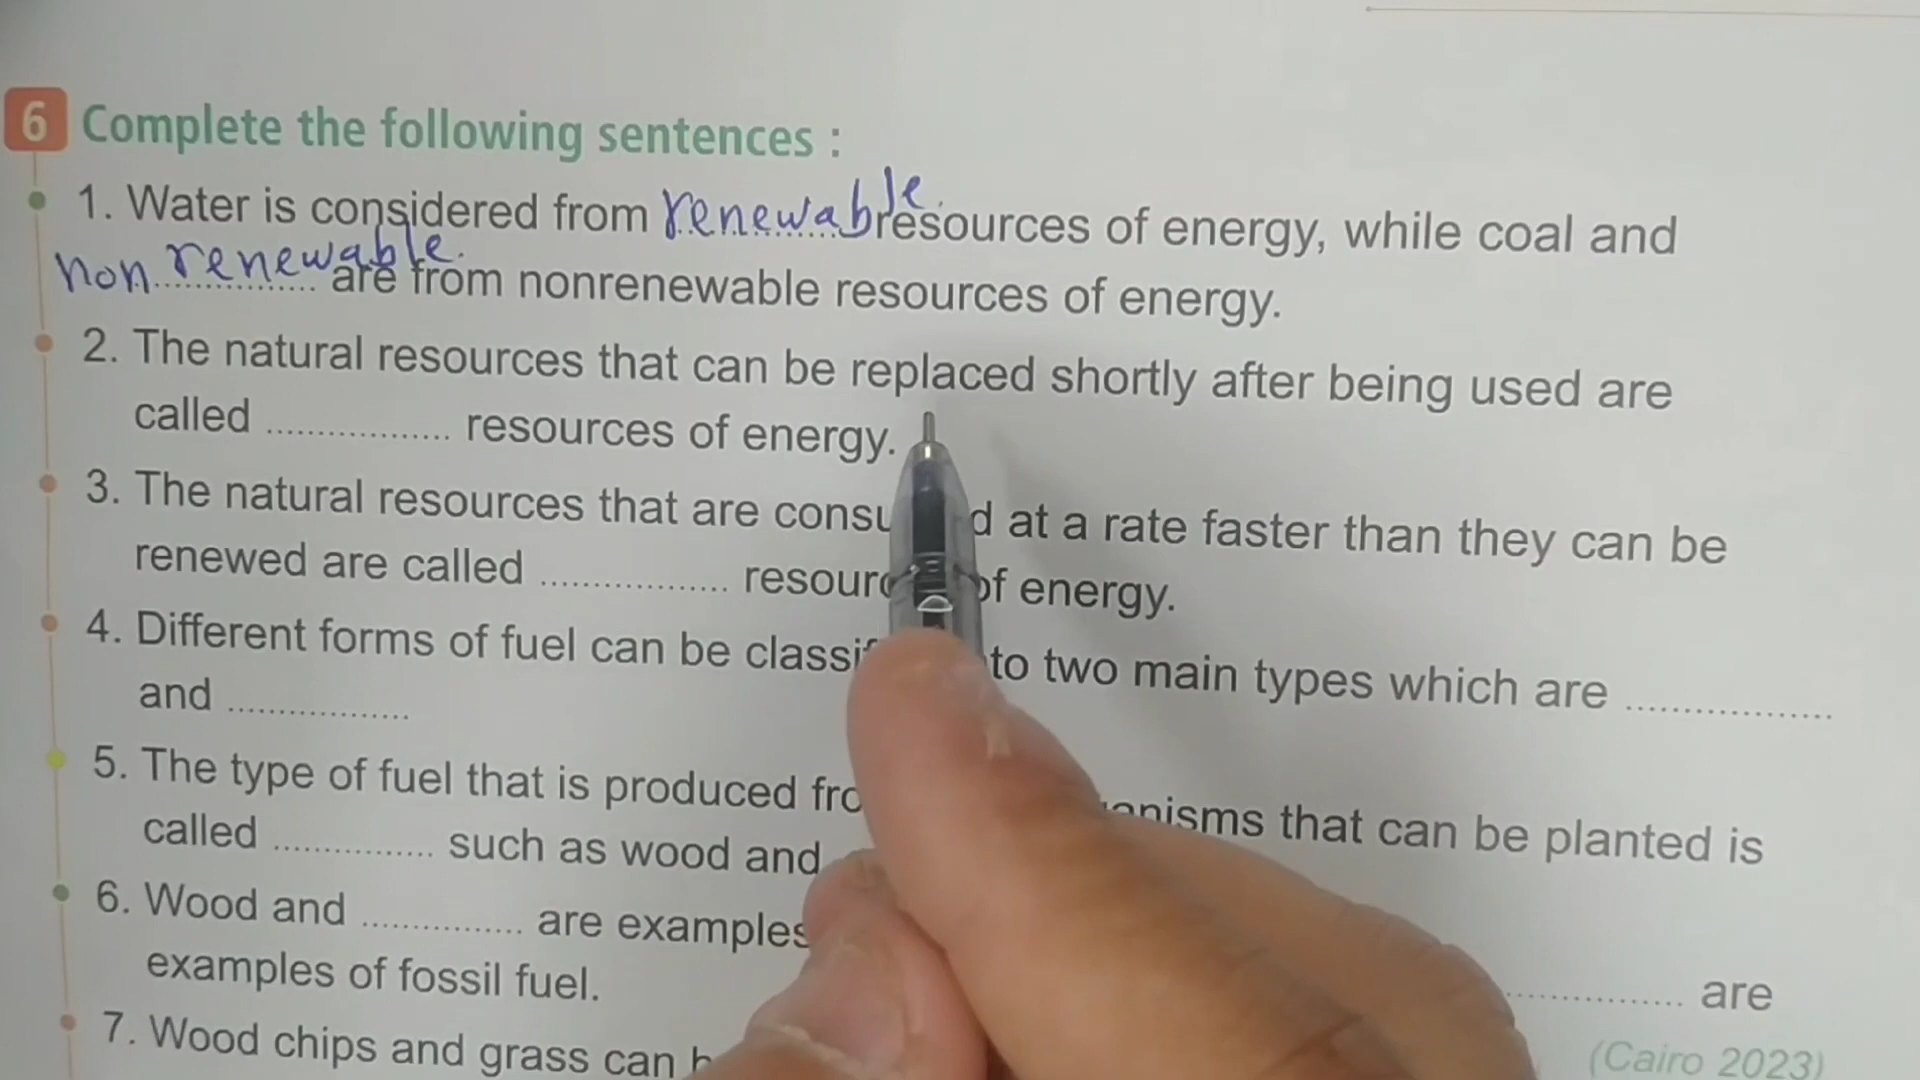 6 Complete the following sentences :
1. Water is considered from renewable resources of energy, while coal and
non renewable. are from nonrenewable resources of energy.
2. The natural resources that can be replaced shortly after being used are
called ................. resources of energy.
3. The natural resources that are at a rate faster than they can be
renewed are called ................. of energy.
4. Different forms of fuel can be to two main types which are .................
and .................
5. The type of fuel that is produced that can be planted is
called ............... such as wood and
6. Wood and ............... are examples ............... are
examples of fossil fuel.
(Cairo 2023)
7. Wood chips and grass can